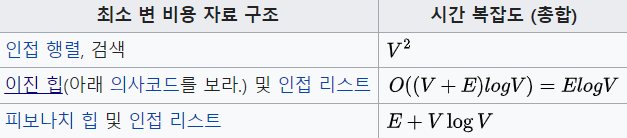 최소 변 비용 자료 구조 시간 복잡도 (종합)
인접 행렬, 검색 V²
이진 힙(아래 의사코드를 보라.) 및 인접 리스트 O((V + E)logV) = ElogV
피보나치 힙 및 인접 리스트 E + V log V